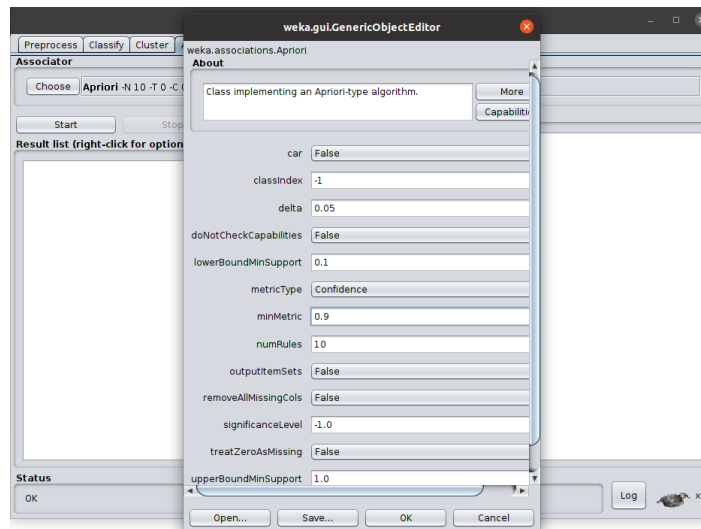 weka.gui.GenericObjectEditor
Preprocess Classify Cluster
weka.associations.Apriori
Associator
About
Choose Apriori -N 10 -T 0 -C
Class implementing an Apriori-type algorithm.
More
Capabiliti
Start Stop
Result list (right-click for option
car False
classIndex -1
delta 0.05
doNotCheckCapabilities False
lowerBoundMinSupport 0.1
metricType Confidence
minMetric 0.9
numRules 10
outputItemSets False
removeAllMissingCols False
significanceLevel -1.0
treatZeroAsMissing False
upperBoundMinSupport 1.0
Status
OK
Log
x
Open... Save... OK Cancel